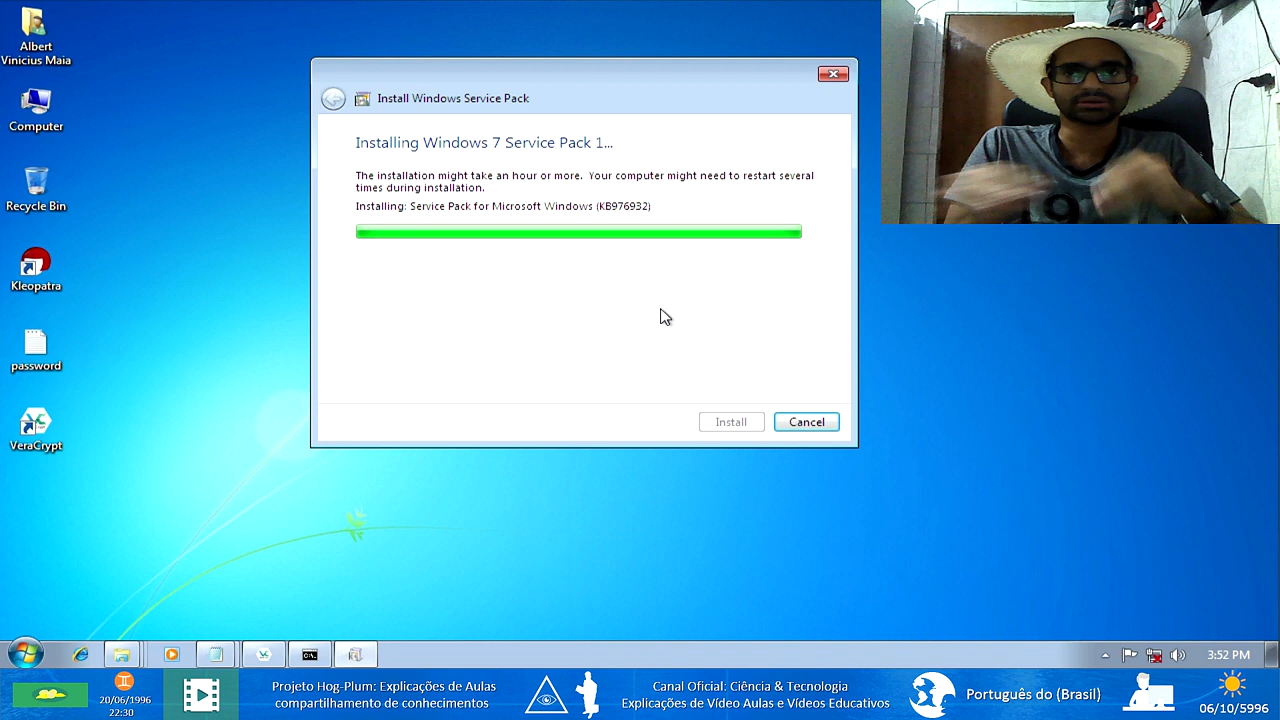 Albert
Vinicius Maia
Computer
Recycle Bin
Kleopatra
password
VeraCrypt
Install Windows Service Pack
Installing Windows 7 Service Pack 1...
The installation might take an hour or more. Your computer might need to restart several
times during installation.
Installing: Service Pack for Microsoft Windows (KB976932)
Install
Cancel
9
3:52 PM
20/06/1996
22:30
Projeto Hog-Plum: Explicações de Aulas
compartilhamento de conhecimentos
Canal Oficial: Ciência & Tecnologia
Explicações de Vídeo Aulas e Vídeos Educativos
Português do (Brasil)
06/10/5996